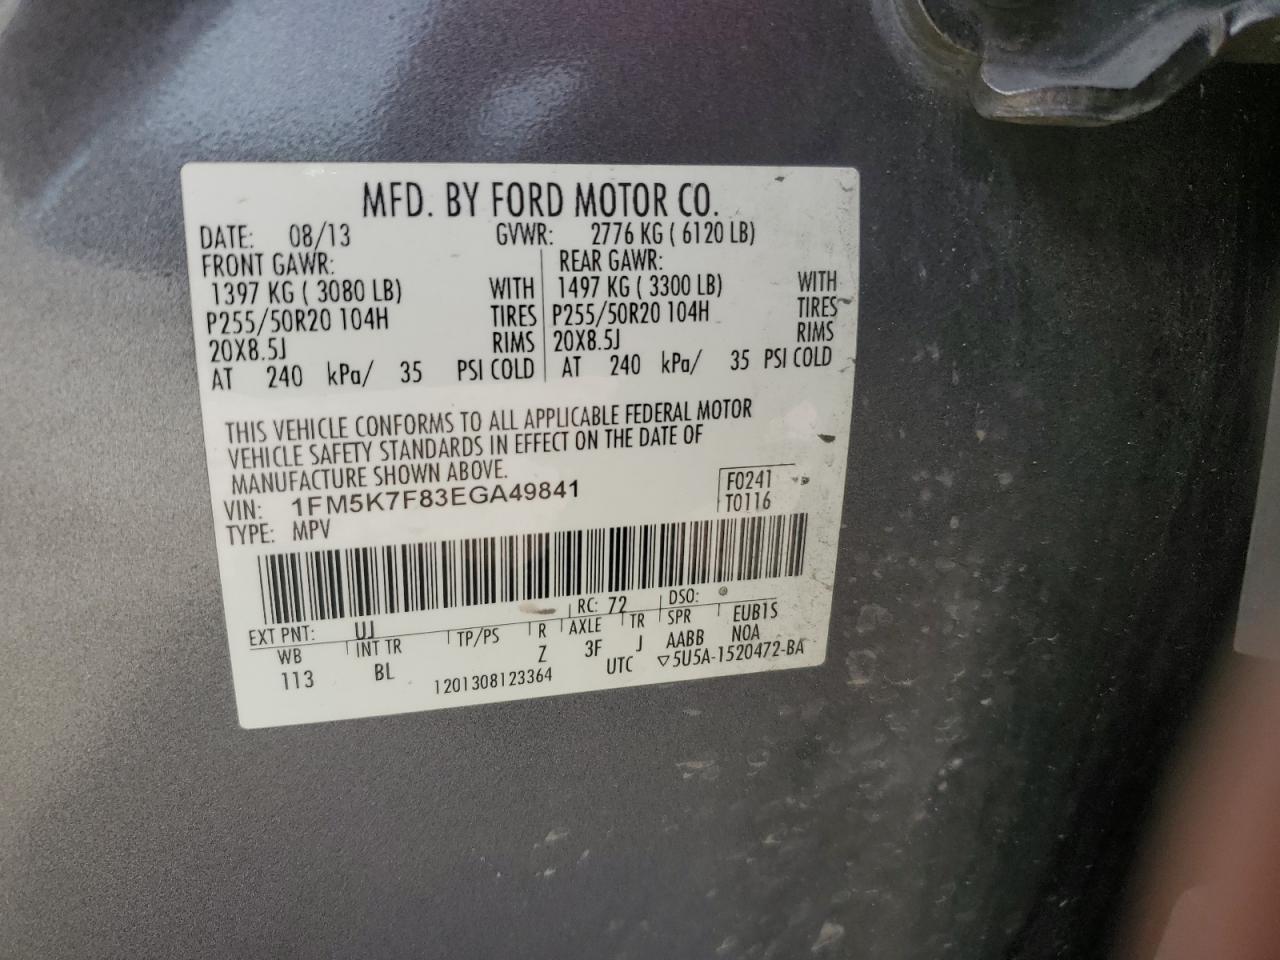 MFD. BY FORD MOTOR CO.
DATE: 08/13 GVWR: 2776 KG ( 6120 LB)
FRONT GAWR: REAR GAWR:
1397 KG ( 3080 LB) WITH 1497 KG ( 3300 LB) WITH
P255/50R20 104H TIRES P255/50R20 104H TIRES
20X8.5J RIMS 20X8.5J RIMS
AT 240 kPa/ 35 PSI COLD AT 240 kPa/ 35 PSI COLD
THIS VEHICLE CONFORMS TO ALL APPLICABLE FEDERAL MOTOR
VEHICLE SAFETY STANDARDS IN EFFECT ON THE DATE OF
MANUFACTURE SHOWN ABOVE.
VIN: 1FM5K7F83EGA49841 F0241
TYPE: MPV T0116
EXT PNT: UJ RC: 72 DSO:
WB INT TR TP/PS R AXLE TR SPR EUB1S
113 BL Z 3F J AABB NOA
1201308123364 UTC ▽5U5A-1520472-BA